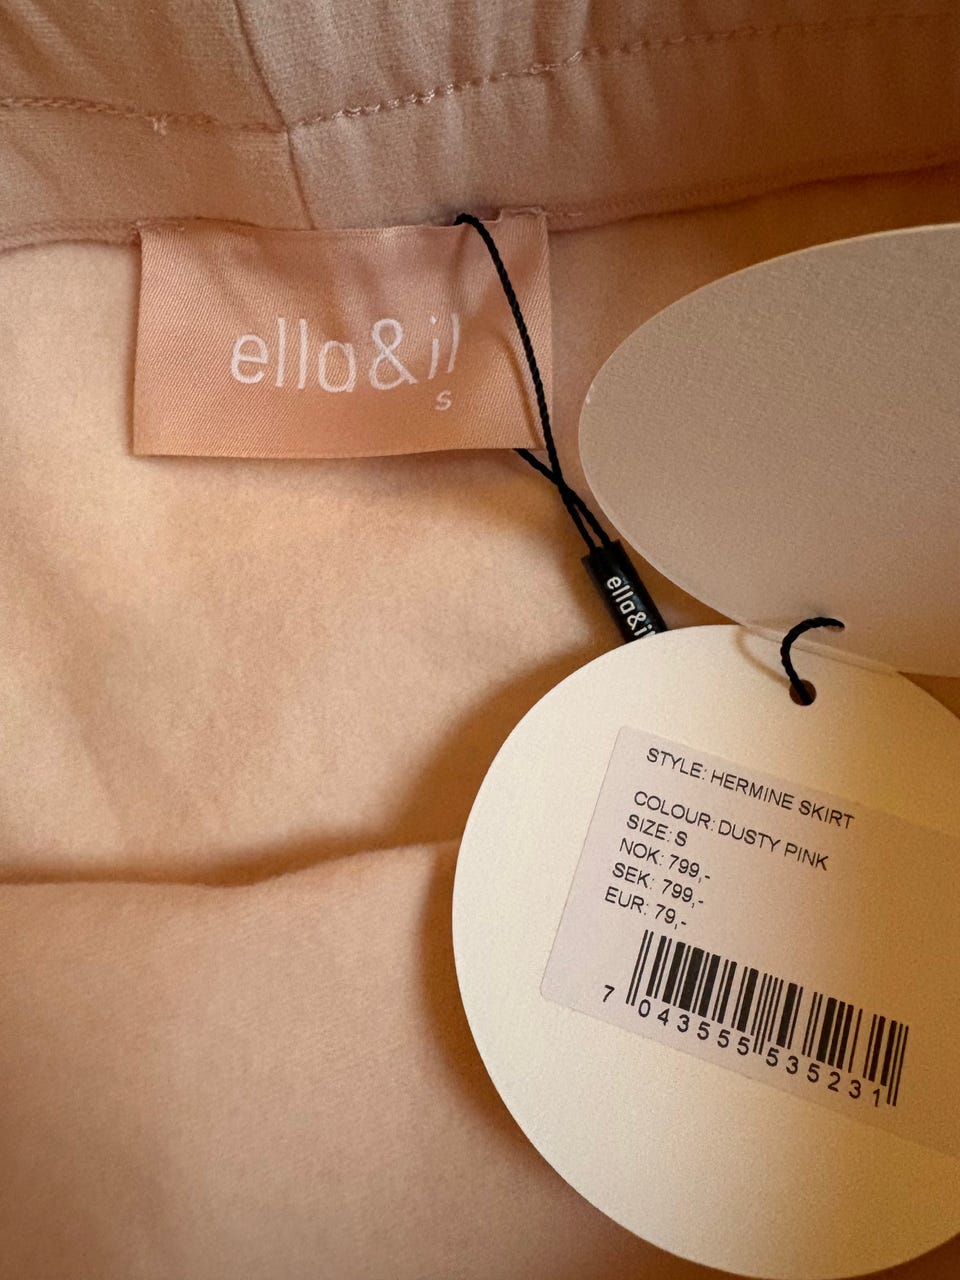 ella&il
S
ella&il
STYLE: HERMINE SKIRT
COLOUR: DUSTY PINK
SIZE: S
NOK: 799,-
SEK: 799,-
EUR: 79,-
7 043555 535231